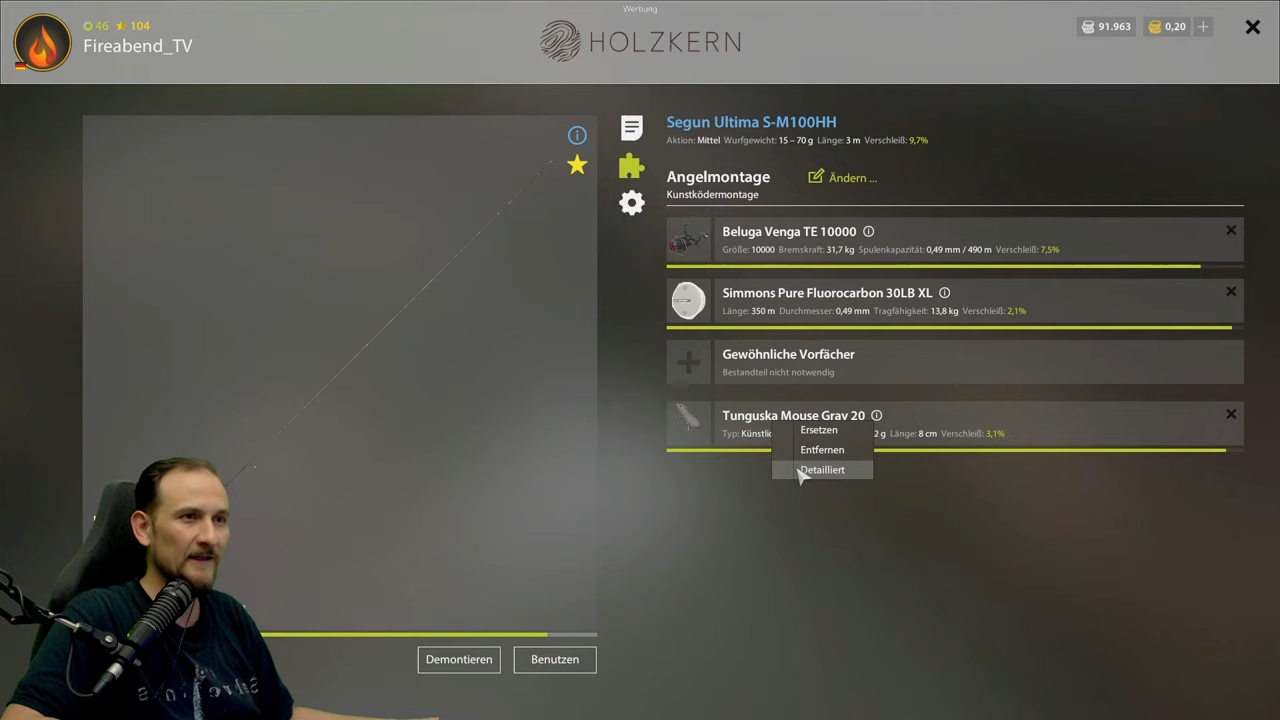 Werbung
46 104
Fireabend_TV
HOLZKERN
91.963
0,20
Segun Ultima S-M100HH
Aktion: Mittel Wurfgewicht: 15 – 70 g Länge: 3 m Verschleiß: 9,7%
Angelmontage
Ändern ...
Kunstködermontage
Beluga Venga TE 10000
Größe: 10000 Bremskraft: 31,7 kg Spulenkapazität: 0,49 mm / 490 m Verschleiß: 7,5%
Simmons Pure Fluorocarbon 30LB XL
Länge: 350 m Durchmesser: 0,49 mm Tragfähigkeit: 13,8 kg Verschleiß: 2,1%
Gewöhnliche Vorfächer
Bestandteil nicht notwendig
Tunguska Mouse Gray 20
Typ: 2 g Länge: 8 cm Verschleiß: 3,1%
Ersetzen
Entfernen
Detailliert
Demontieren
Benutzen